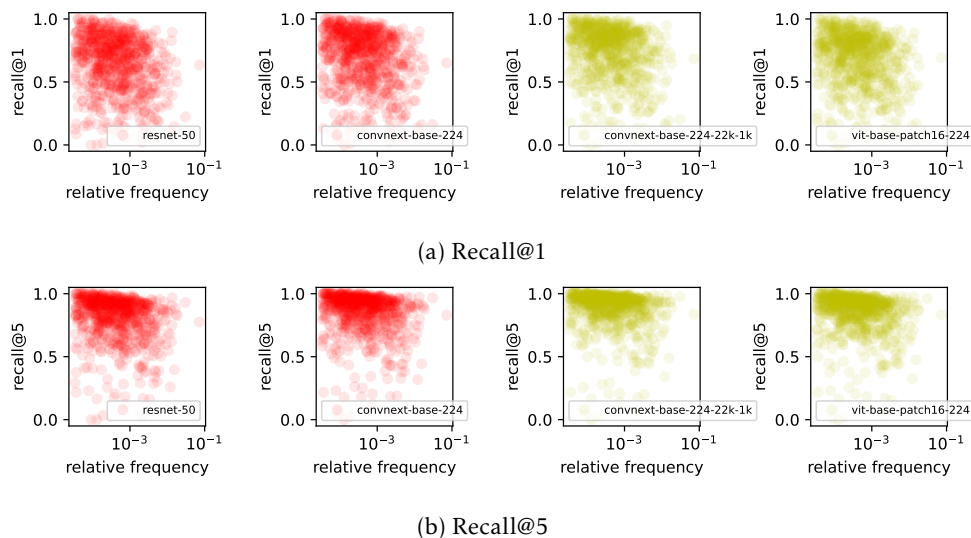 recall@1 1.0 0.5 0.0 resnet-50 10⁻³ 10⁻¹ relative frequency
recall@1 1.0 0.5 0.0 convnext-base-224 10⁻³ 10⁻¹ relative frequency
recall@1 1.0 0.5 0.0 convnext-base-224-22k-1k 10⁻³ 10⁻¹ relative frequency
recall@1 1.0 0.5 0.0 vit-base-patch16-224 10⁻³ 10⁻¹ relative frequency
(a) Recall@1
recall@5 1.0 0.5 0.0 resnet-50 10⁻³ 10⁻¹ relative frequency
recall@5 1.0 0.5 0.0 convnext-base-224 10⁻³ 10⁻¹ relative frequency
recall@5 1.0 0.5 0.0 convnext-base-224-22k-1k 10⁻³ 10⁻¹ relative frequency
recall@5 1.0 0.5 0.0 vit-base-patch16-224 10⁻³ 10⁻¹ relative frequency
(b) Recall@5